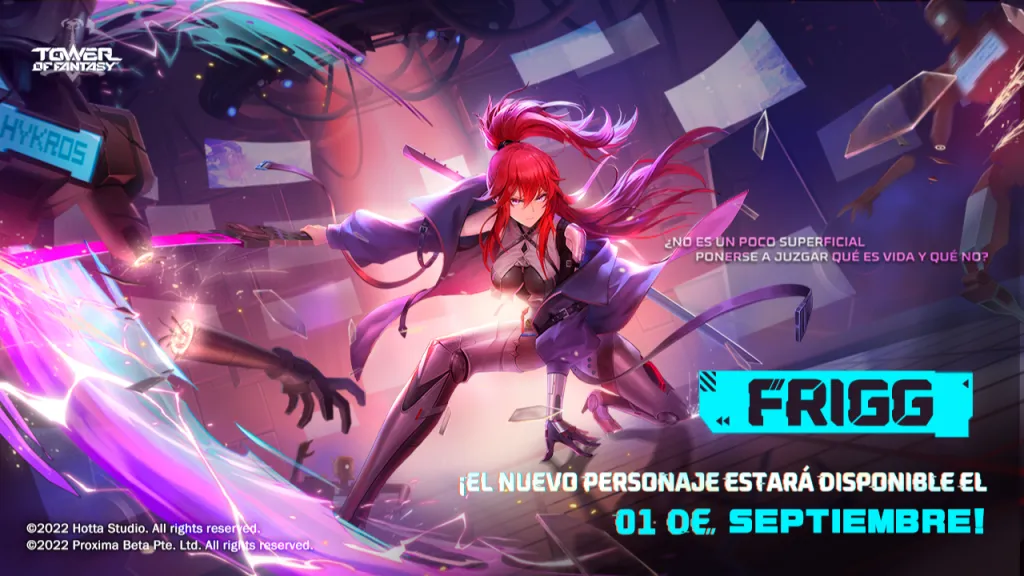 TOWER
OF FANTASY
HYKROS
¿NO ES UN POCO SUPERFICIAL
PONERSE A JUZGAR QUÉ ES VIDA Y QUÉ NO?
FRIGG
¡EL NUEVO PERSONAJE ESTARÁ DISPONIBLE EL
01 DE SEPTIEMBRE!
©2022 Hotta Studio. All rights reserved.
©2022 Proxima Beta Pte. Ltd. All rights reserved.